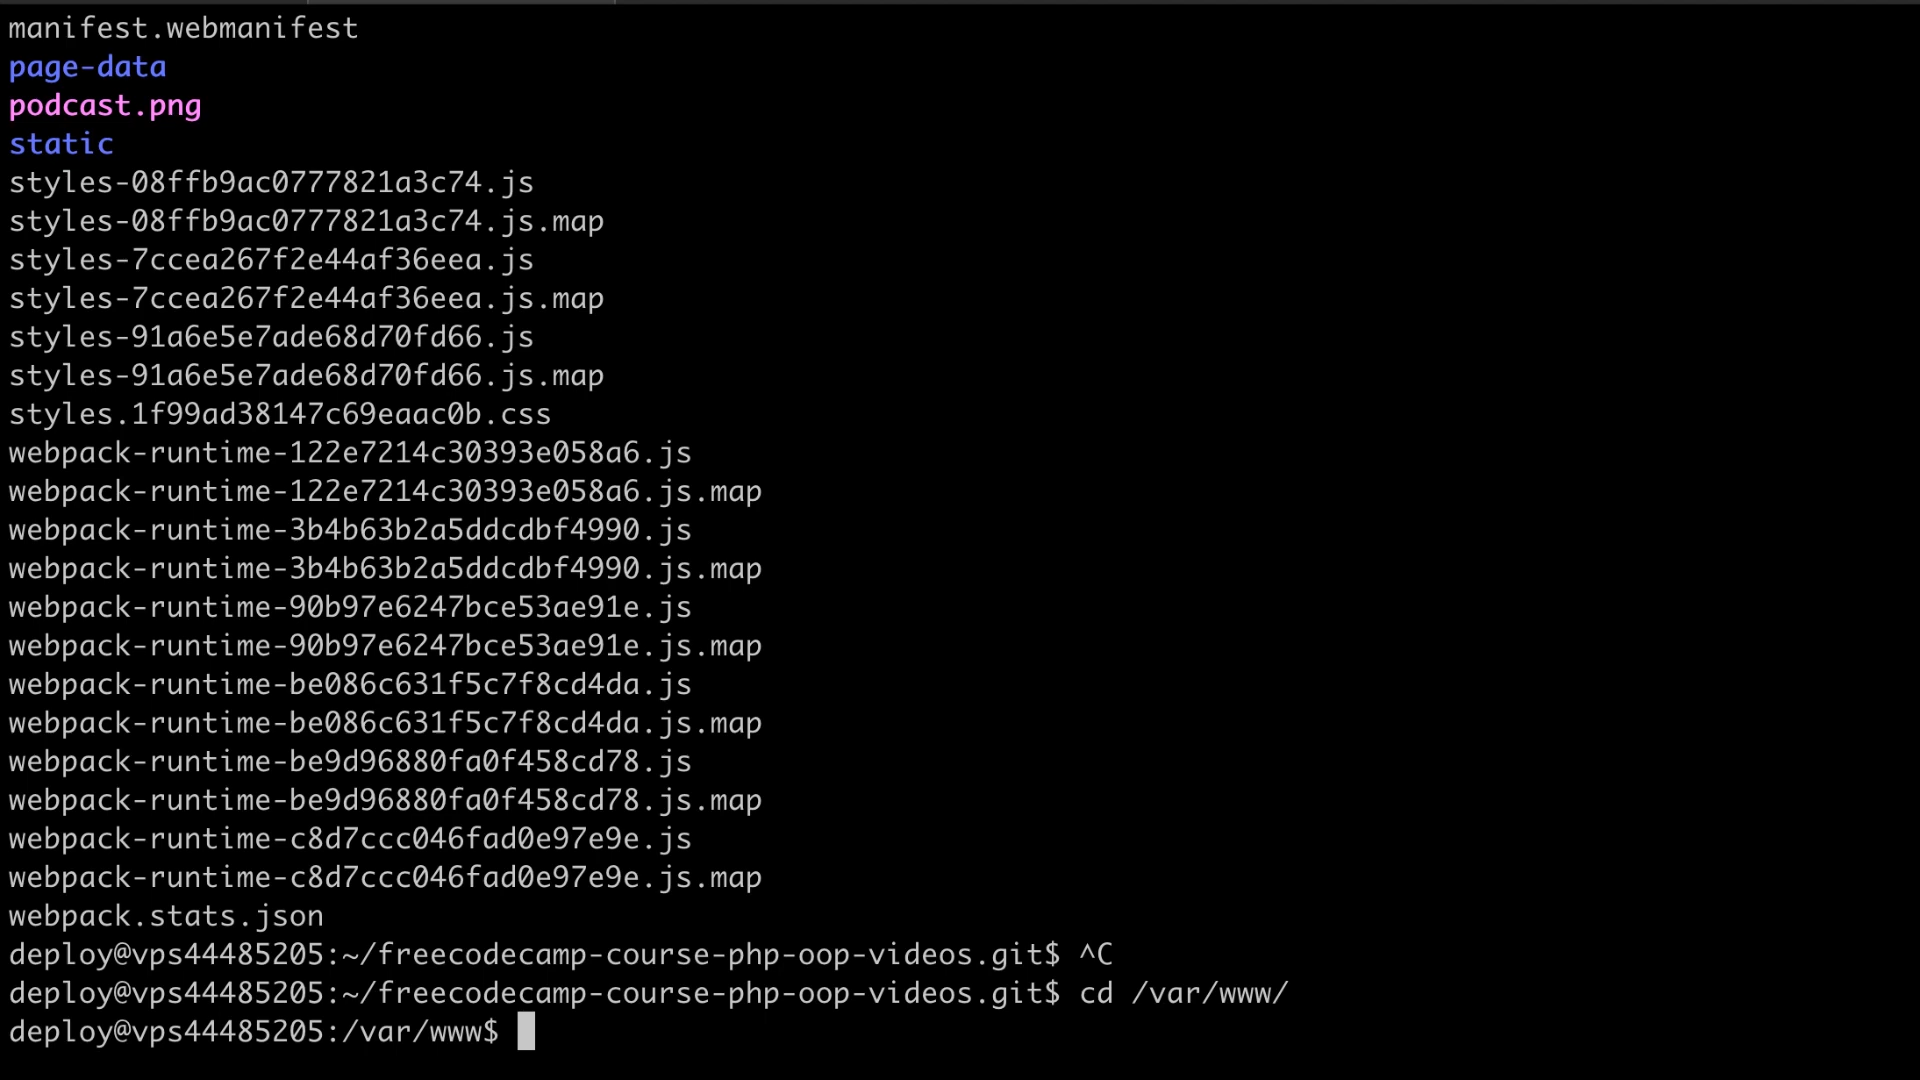 manifest.webmanifest
page-data
podcast.png
static
styles-08ffb9ac0777821a3c74.js
styles-08ffb9ac0777821a3c74.js.map
styles-7ccea267f2e44af36eea.js
styles-7ccea267f2e44af36eea.js.map
styles-91a6e5e7ade68d70fd66.js
styles-91a6e5e7ade68d70fd66.js.map
styles.1f99ad38147c69eaac0b.css
webpack-runtime-122e7214c30393e058a6.js
webpack-runtime-122e7214c30393e058a6.js.map
webpack-runtime-3b4b63b2a5ddcdbf4990.js
webpack-runtime-3b4b63b2a5ddcdbf4990.js.map
webpack-runtime-90b97e6247bce53ae91e.js
webpack-runtime-90b97e6247bce53ae91e.js.map
webpack-runtime-be086c631f5c7f8cd4da.js
webpack-runtime-be086c631f5c7f8cd4da.js.map
webpack-runtime-be9d96880fa0f458cd78.js
webpack-runtime-be9d96880fa0f458cd78.js.map
webpack-runtime-c8d7ccc046fad0e97e9e.js
webpack-runtime-c8d7ccc046fad0e97e9e.js.map
webpack.stats.json
deploy@vps44485205:~/freecodecamp-course-php-oop-videos.git$ ^C
deploy@vps44485205:~/freecodecamp-course-php-oop-videos.git$ cd /var/www/
deploy@vps44485205:/var/www$